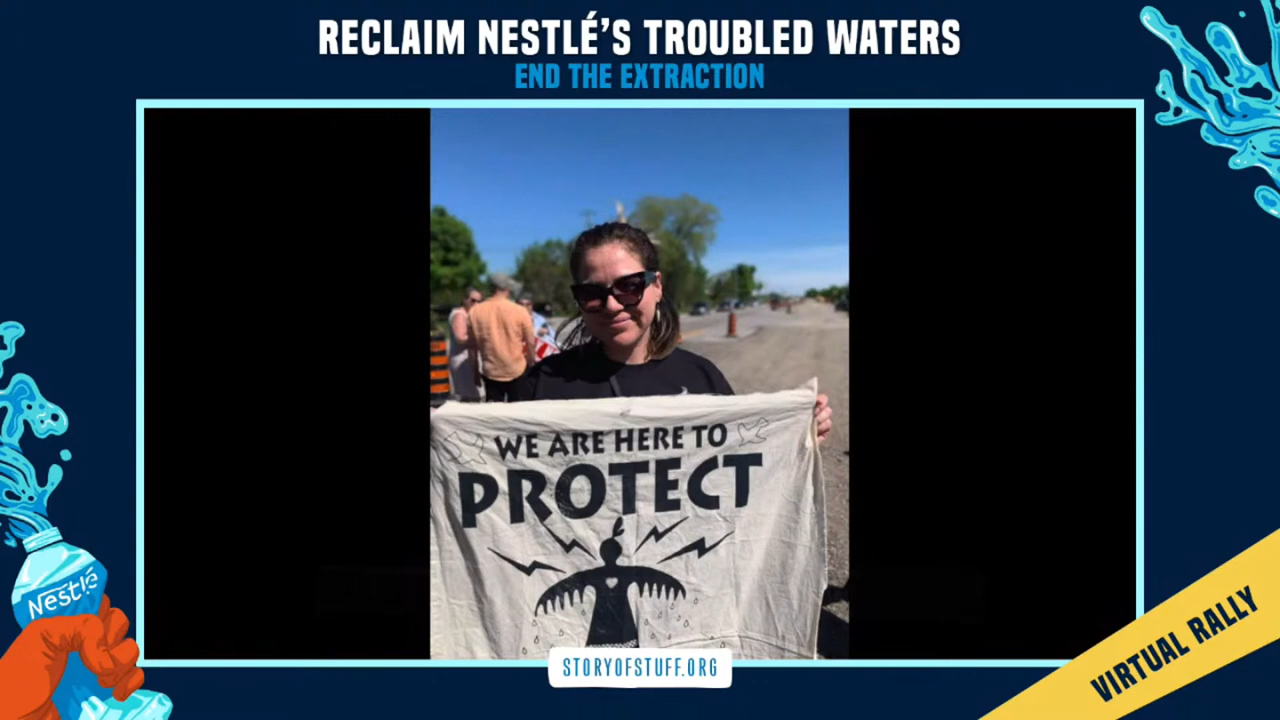 RECLAIM NESTLÉ'S TROUBLED WATERS
END THE EXTRACTION
WE ARE HERE TO
PROTECT
Nestlé
STORYOFSTUFF.ORG
VIRTUAL RALLY